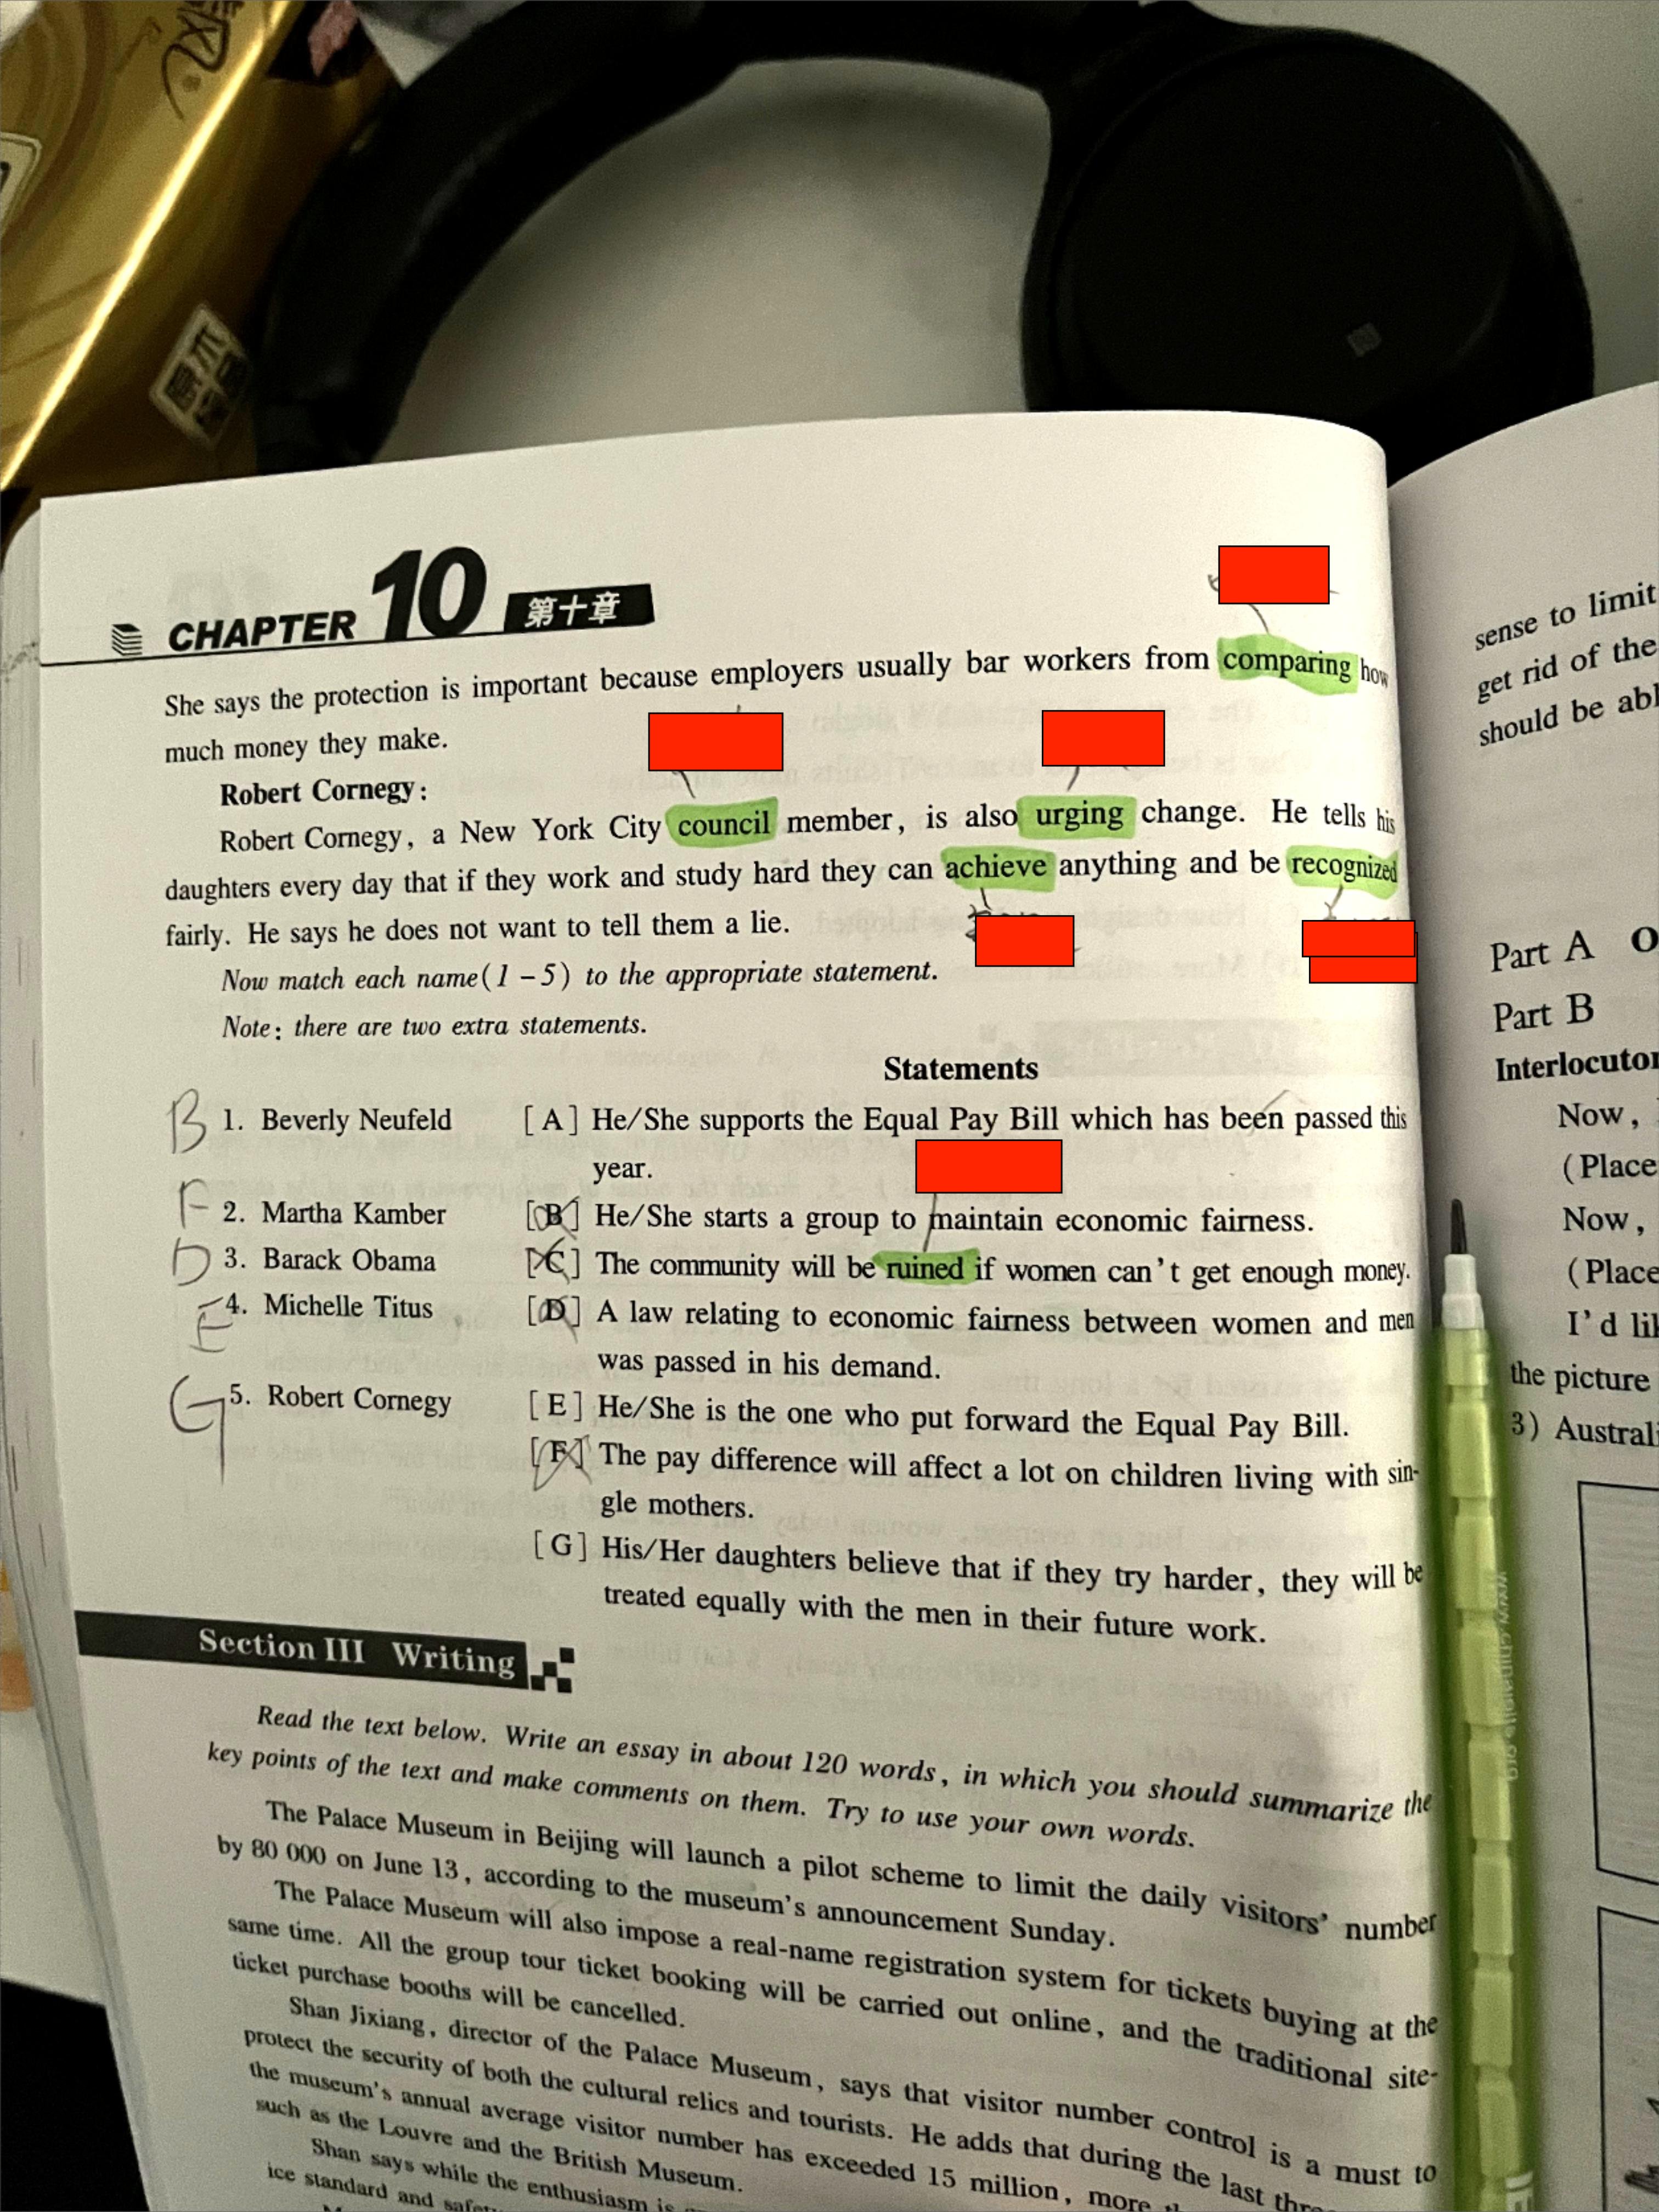 CHAPTER 10 第十章
She says the protection is important because employers usually bar workers from comparing how
much money they make.
Robert Cornegy:
Robert Cornegy, a New York City council member, is also urging change. He tells his
daughters every day that if they work and study hard they can achieve anything and be recognized
fairly. He says he does not want to tell them a lie.
Now match each name(1-5) to the appropriate statement.
Note: there are two extra statements.
Statements
B 1. Beverly Neufeld [A] He/She supports the Equal Pay Bill which has been passed this
year.
F 2. Martha Kamber [B] He/She starts a group to maintain economic fairness.
D 3. Barack Obama [C] The community will be ruined if women can't get enough money.
E 4. Michelle Titus [D] A law relating to economic fairness between women and men
was passed in his demand.
G 5. Robert Cornegy [E] He/She is the one who put forward the Equal Pay Bill.
[F] The pay difference will affect a lot on children living with sin-
gle mothers.
[G] His/Her daughters believe that if they try harder, they will be
treated equally with the men in their future work.
Section III Writing
Read the text below. Write an essay in about 120 words, in which you should summarize the
key points of the text and make comments on them. Try to use your own words.
The Palace Museum in Beijing will launch a pilot scheme to limit the daily visitors' number
by 80 000 on June 13, according to the museum's announcement Sunday.
The Palace Museum will also impose a real-name registration system for tickets buying at the
same time. All the group tour ticket booking will be carried out online, and the traditional site-
ticket purchase booths will be cancelled.
Shan Jixiang, director of the Palace Museum, says that visitor number control is a must to
protect the security of both the cultural relics and tourists. He adds that during the last three
the museum's annual average visitor number has exceeded 15 million, more
such as the Louvre and the British Museum.
Shan says while the enthusiasm is
ice standard and
sense to limit
get rid of the
should be abl
Part A O
Part B
Interlocutor
Now,
(Place
Now,
(Place
I'd lik
the picture
3) Australi